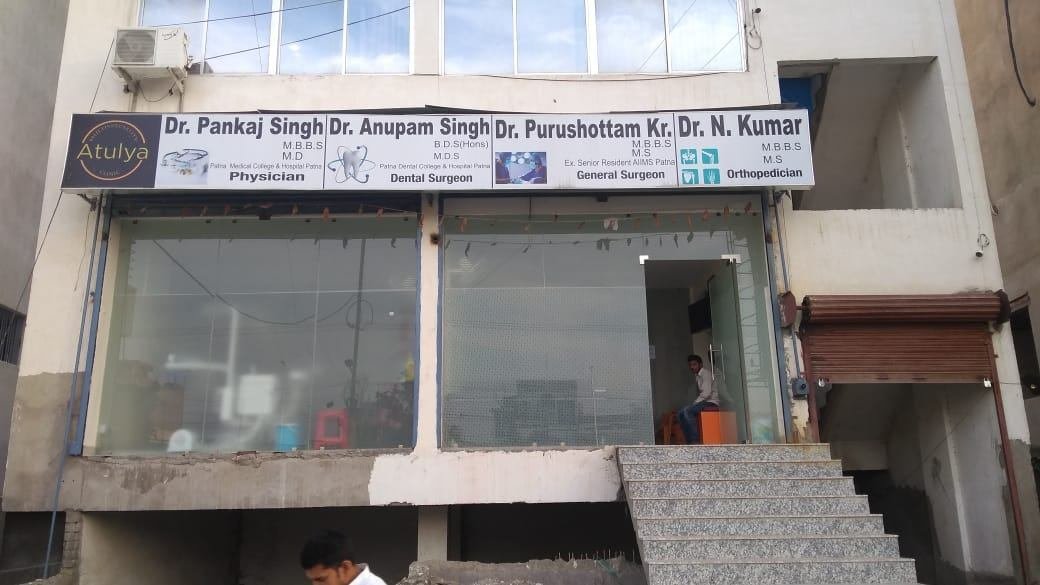 MULTISPECIALITY
Atulya
CLINIC
Dr. Pankaj Singh
M.B.B.S
M.D
Patna Medical College & Hospital Patna
Physician
Dr. Anupam Singh
B.D.S(Hons)
M.D.S
Patna Dental College & Hospital Patna
Dental Surgeon
Dr. Purushottam Kr.
M.B.B.S
M.S
Ex. Senior Resident AIIMS Patna
General Surgeon
Dr. N. Kumar
M.B.B.S
M.S
Orthopedician